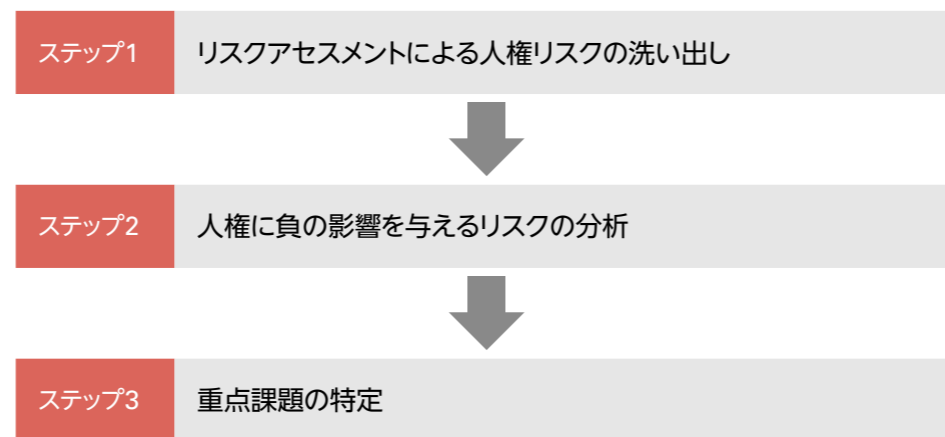 ステップ1 リスクアセスメントによる人権リスクの洗い出し
ステップ2 人権に負の影響を与えるリスクの分析
ステップ3 重点課題の特定